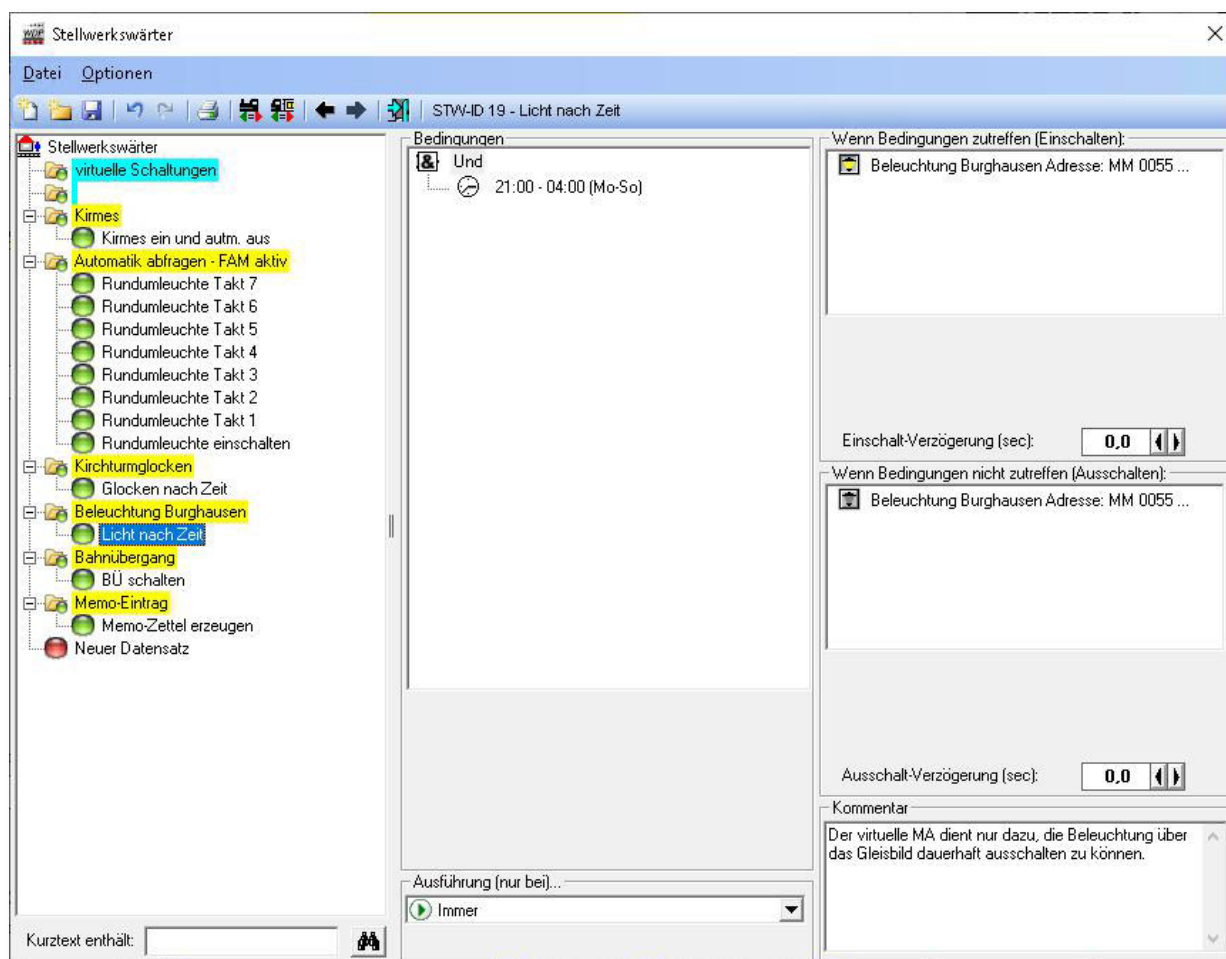 Stellwerkswärter
Datei Optionen
STW-ID 19 - Licht nach Zeit
Stellwerkswärter
virtuelle Schaltungen
Kirmes
Kirmes ein und autm. aus
Automatik abfragen - FAM aktiv
Rundumleuchte Takt 7
Rundumleuchte Takt 6
Rundumleuchte Takt 5
Rundumleuchte Takt 4
Rundumleuchte Takt 3
Rundumleuchte Takt 2
Rundumleuchte Takt 1
Rundumleuchte einschalten
Kirchturmglocken
Glocken nach Zeit
Beleuchtung Burghausen
Licht nach Zeit
Bahnübergang
BÜ schalten
Memo-Eintrag
Memo-Zettel erzeugen
Neuer Datensatz
Kurztext enthält:
Bedingungen
& Und
21:00 - 04:00 (Mo-So)
Ausführung (nur bei)...
Immer
Wenn Bedingungen zutreffen (Einschalten):
Beleuchtung Burghausen Adresse: MM 0055 ...
Einschalt-Verzögerung (sec): 0,0
Wenn Bedingungen nicht zutreffen (Ausschalten):
Beleuchtung Burghausen Adresse: MM 0055 ...
Ausschalt-Verzögerung (sec): 0,0
Kommentar
Der virtuelle MA dient nur dazu, die Beleuchtung über
das Gleisbild dauerhaft ausschalten zu können.